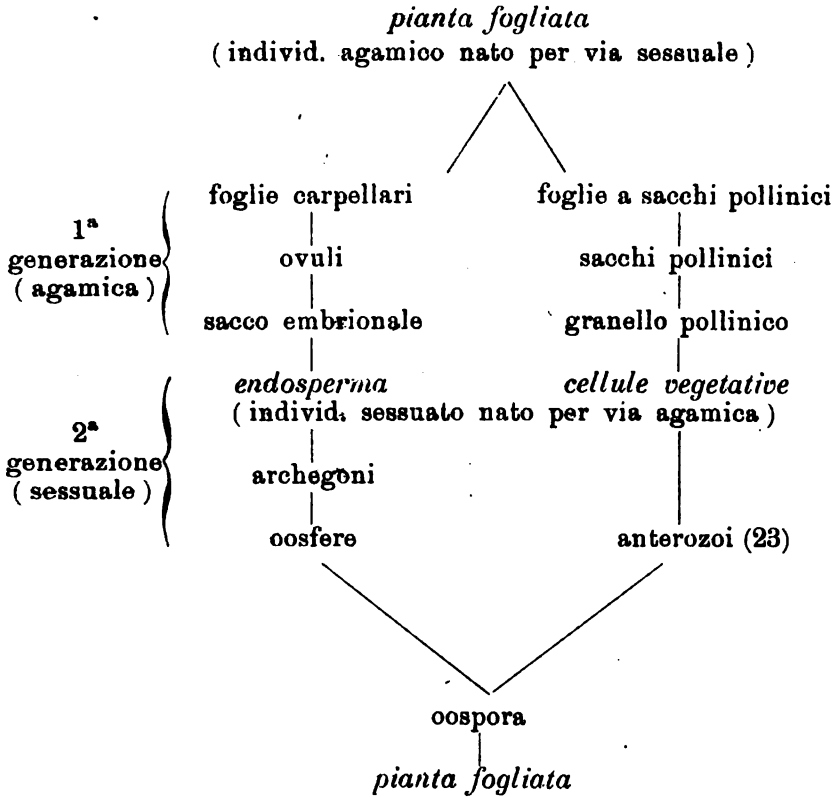 pianta fogliata
( individ. agamico nato per via sessuale )
foglie carpellari foglie a sacchi pollinici
1ª
generazione
( agamica )
ovuli sacchi pollinici
sacco embrionale granello pollinico
endosperma cellule vegetative
( individ. sessuato nato per via agamica )
2ª
generazione
( sessuale )
archegoni
oosfere anterozoi (23)
oospora
pianta fogliata